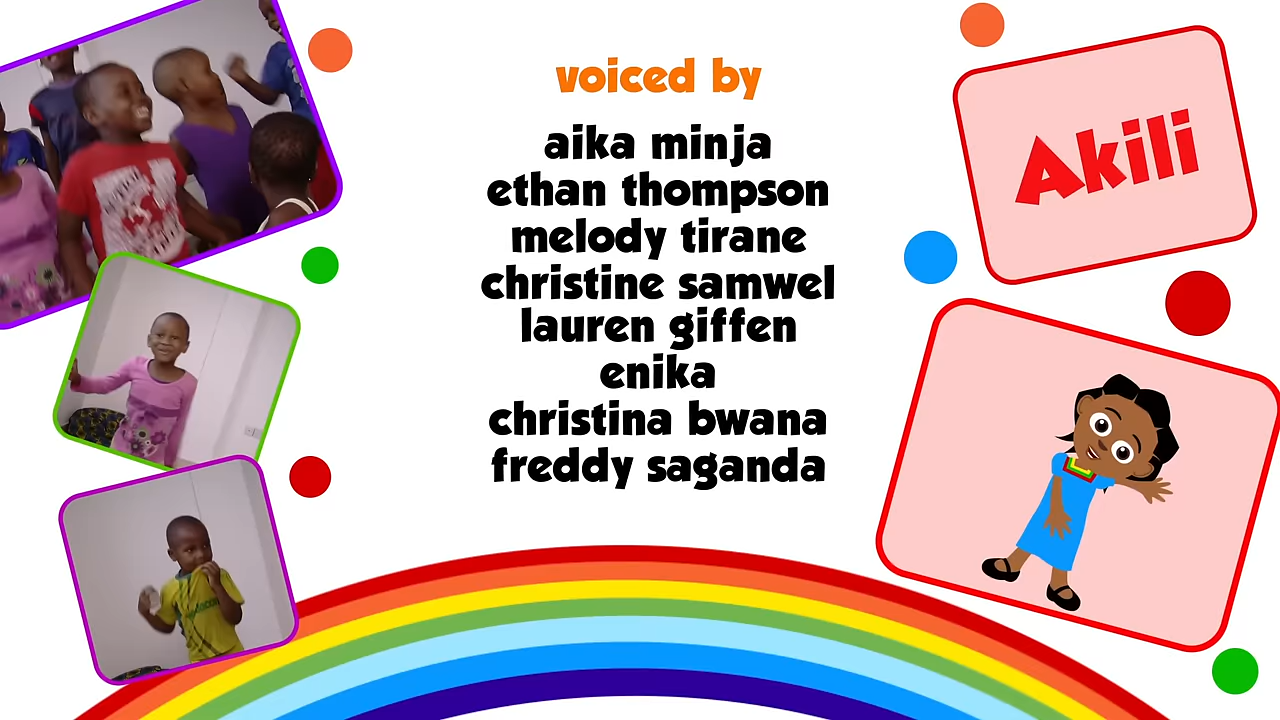 voiced by
aika minja
ethan thompson
melody tirane
christine samwel
lauren giffen
enika
christina bwana
freddy saganda
Akili